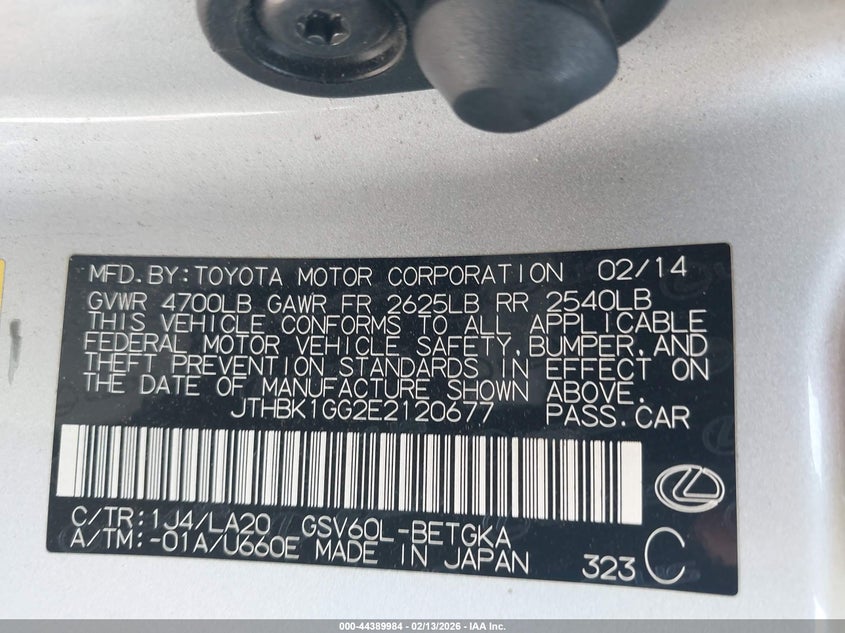 MFD.BY:TOYOTA MOTOR CORPORATION 02/14
GVWR 4700LB GAWR FR 2625LB RR 2540LB
THIS VEHICLE CONFORMS TO ALL APPLICABLE
FEDERAL MOTOR VEHICLE SAFETY,BUMPER,AND
THEFT PREVENTION STANDARDS IN EFFECT ON
THE DATE OF MANUFACTURE SHOWN ABOVE.
JTHBK1GG2E2120677 PASS.CAR
C/TR:1J4/LA20 GSV60L-BETGKA
A/TM:-01A/U660E MADE IN JAPAN 323 C
000-44389984 - 02/13/2026 - IAA Inc.